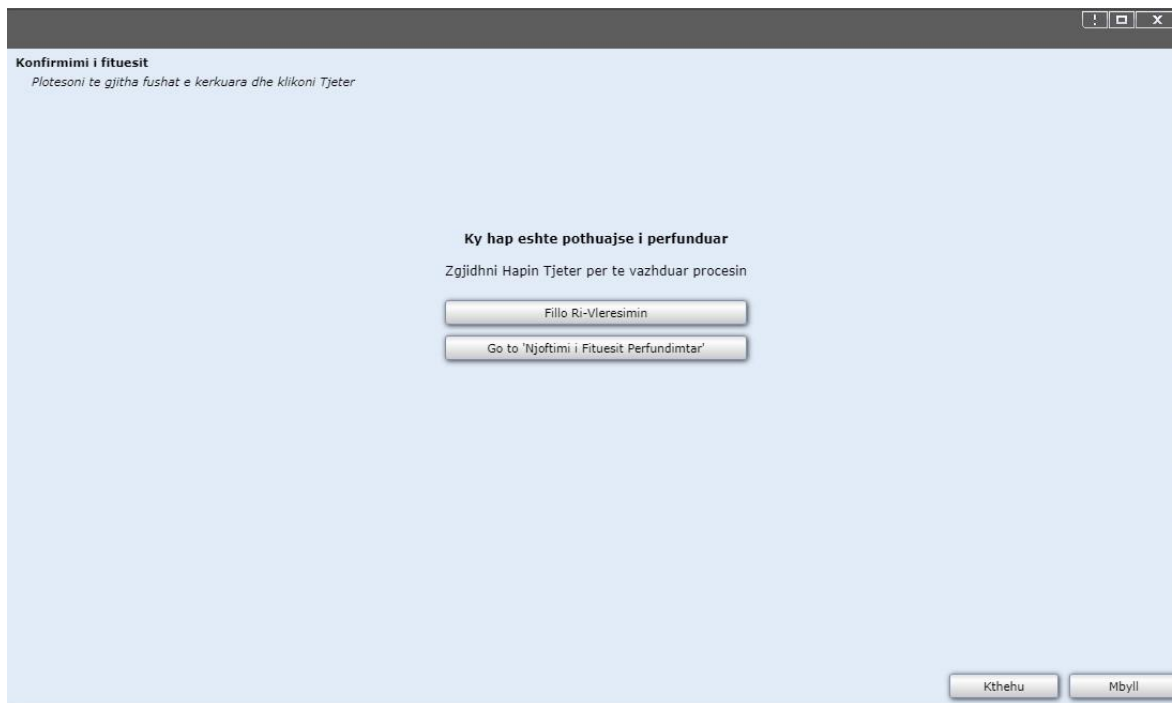 Konfirmimi i fituesit
Plotesoni te gjitha fushat e kerkuara dhe klikoni Tjeter
Ky hap eshte pothuajse i perfunduar
Zgjidhni Hapin Tjeter per te vazhduar procesin
Fillo Ri-Vleresimin
Go to 'Njoftimi i Fituesit Perfundimtar'
Kthehu
Mbyll